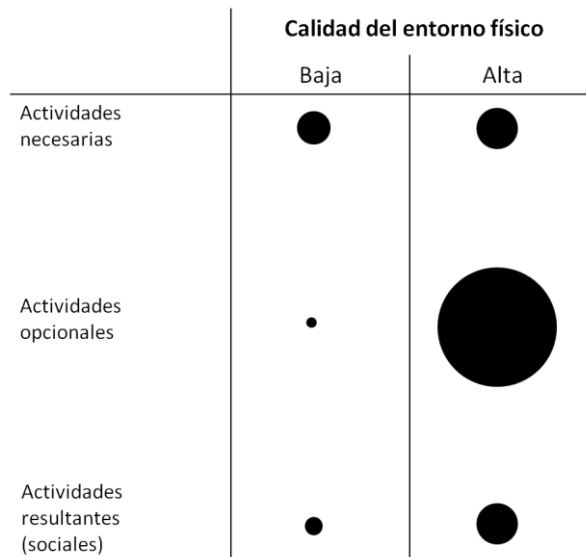 Calidad del entorno físico
Baja
Alta
Actividades
necesarias
Actividades
opcionales
Actividades
resultantes
(sociales)